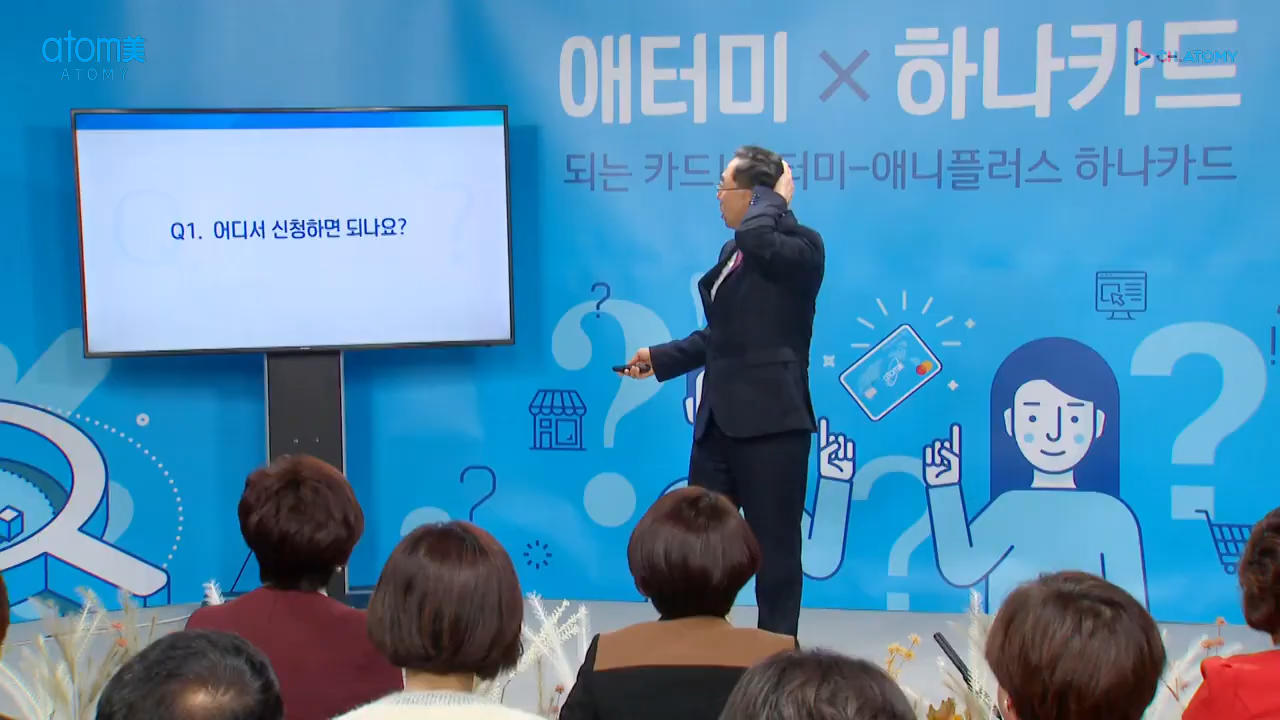 atom美
ATOMY
CH.ATOMY
애터미 × 하나카드
되는 카드 터미-애니플러스 하나카드
Q1. 어디서 신청하면 되나요?